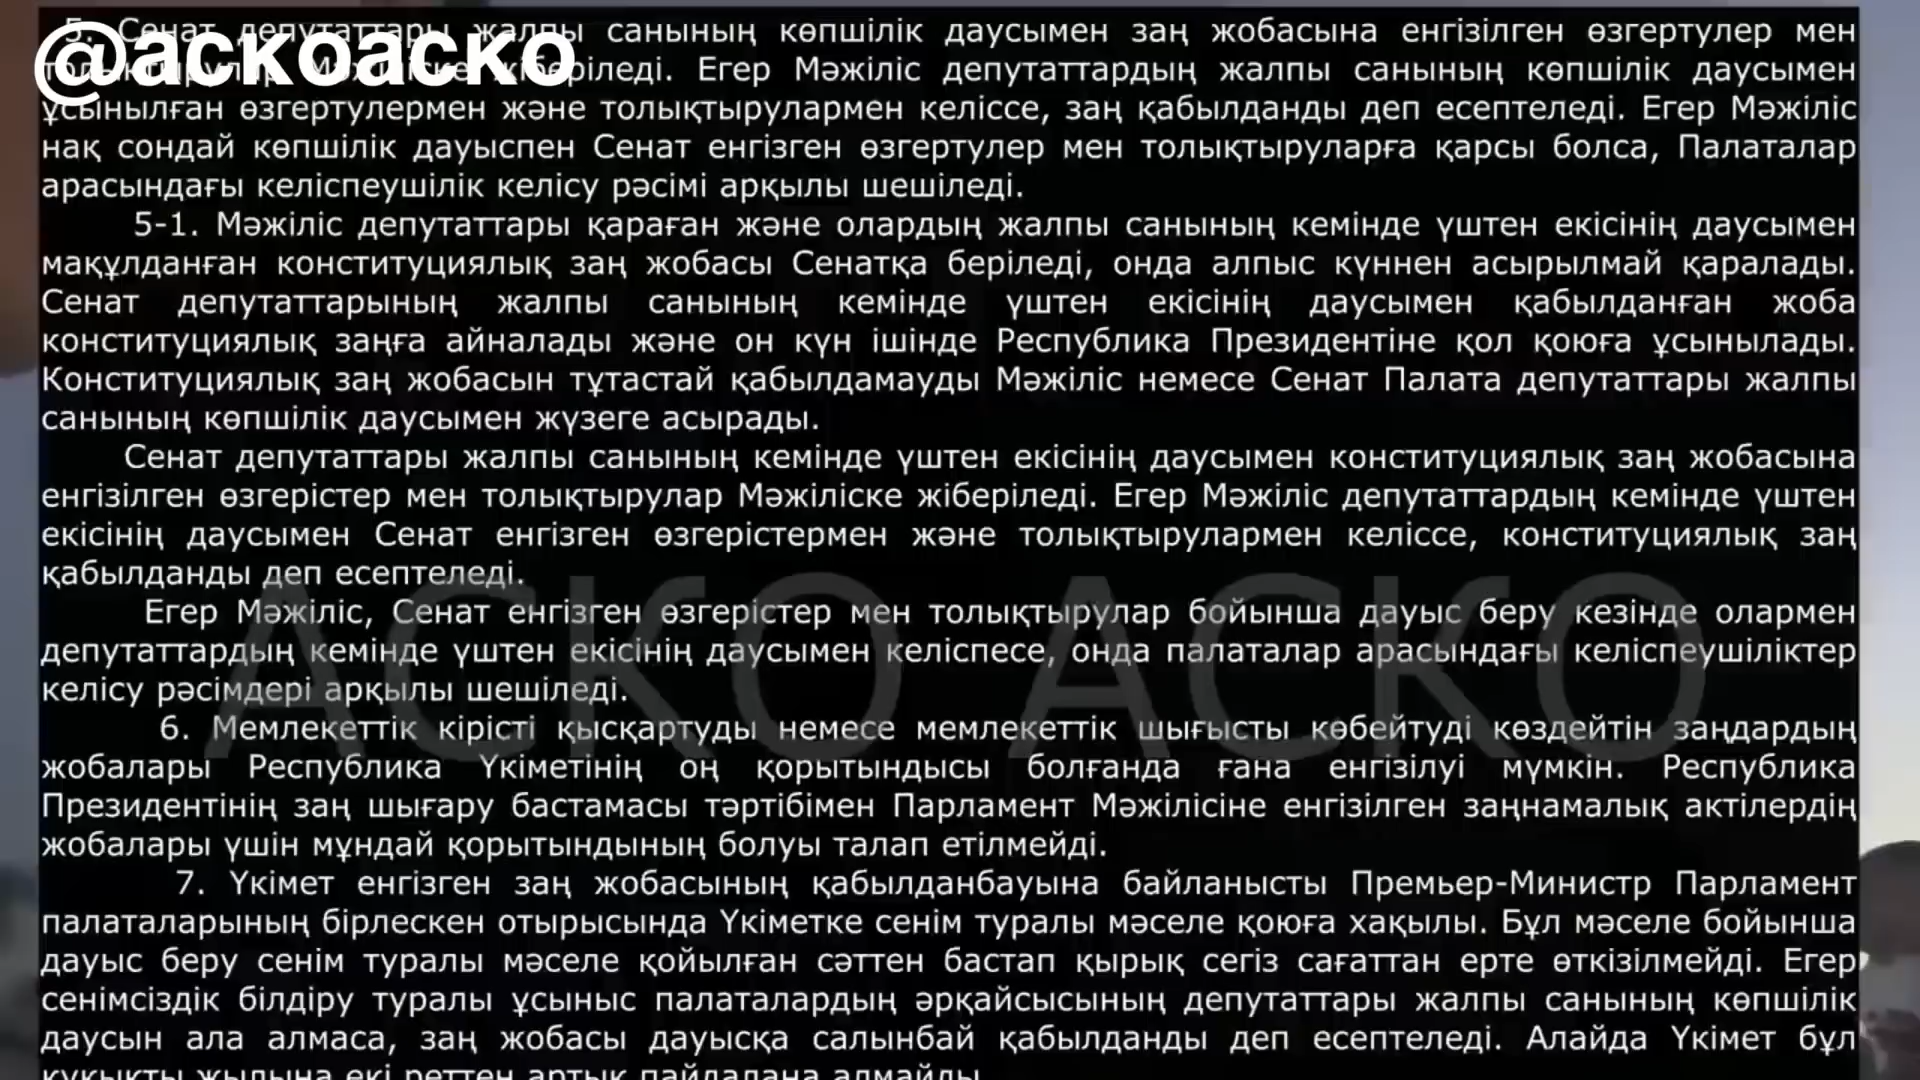 @аскоаско
5. Сенат депутаттары жалпы санының көпшілік даусымен заң жобасына енгізілген өзгертулер мен
толықтырулар Мәжіліске жіберіледі. Егер Мәжіліс депутаттардың жалпы санының көпшілік даусымен
ұсынылған өзгертулермен және толықтырулармен келіссе, заң қабылданды деп есептеледі. Егер Мәжіліс
нақ сондай көпшілік дауыспен Сенат енгізген өзгертулер мен толықтыруларға қарсы болса, Палаталар
арасындағы келіспеушілік келісу рәсімі арқылы шешіледі.
5-1. Мәжіліс депутаттары қараған және олардың жалпы санының кемінде үштен екісінің даусымен
мақұлданған конституциялық заң жобасы Сенатқа беріледі, онда алпыс күннен асырылмай қаралады.
Сенат депутаттарының жалпы санының кемінде үштен екісінің даусымен қабылданған жоба
конституциялық заңға айналады және он күн ішінде Республика Президентіне қол қоюға ұсынылады.
Конституциялық заң жобасын тұтастай қабылдамауды Мәжіліс немесе Сенат Палата депутаттары жалпы
санының көпшілік даусымен жүзеге асырады.
Сенат депутаттары жалпы санының кемінде үштен екісінің даусымен конституциялық заң жобасына
енгізілген өзгерістер мен толықтырулар Мәжіліске жіберіледі. Егер Мәжіліс депутаттардың кемінде үштен
екісінің даусымен Сенат енгізген өзгерістермен және толықтырулармен келіссе, конституциялық заң
қабылданды деп есептеледі.
АСКО АСКО
Егер Мәжіліс, Сенат енгізген өзгерістер мен толықтырулар бойынша дауыс беру кезінде олармен
депутаттардың кемінде үштен екісінің даусымен келіспесе, онда палаталар арасындағы келіспеушіліктер
келісу рәсімдері арқылы шешіледі.
6. Мемлекеттік кірісті қысқартуды немесе мемлекеттік шығысты көбейтуді көздейтін заңдардың
жобалары Республика Үкіметінің оң қорытындысы болғанда ғана енгізілуі мүмкін. Республика
Президентінің заң шығару бастамасы тәртібімен Парламент Мәжілісіне енгізілген заңнамалық актілердің
жобалары үшін мұндай қорытындының болуы талап етілмейді.
7. Үкімет енгізген заң жобасының қабылданбауына байланысты Премьер-Министр Парламент
палаталарының бірлескен отырысында Үкіметке сенім туралы мәселе қоюға хақылы. Бұл мәселе бойынша
дауыс беру сенім туралы мәселе қойылған сәттен бастап қырық сегіз сағаттан ерте өткізілмейді. Егер
сенімсіздік білдіру туралы ұсыныс палаталардың әрқайсысының депутаттары жалпы санының көпшілік
даусын ала алмаса, заң жобасы дауысқа салынбай қабылданды деп есептеледі. Алайда Үкімет бұл
құқықты жылына екі реттен артық пайдалана алмайды.